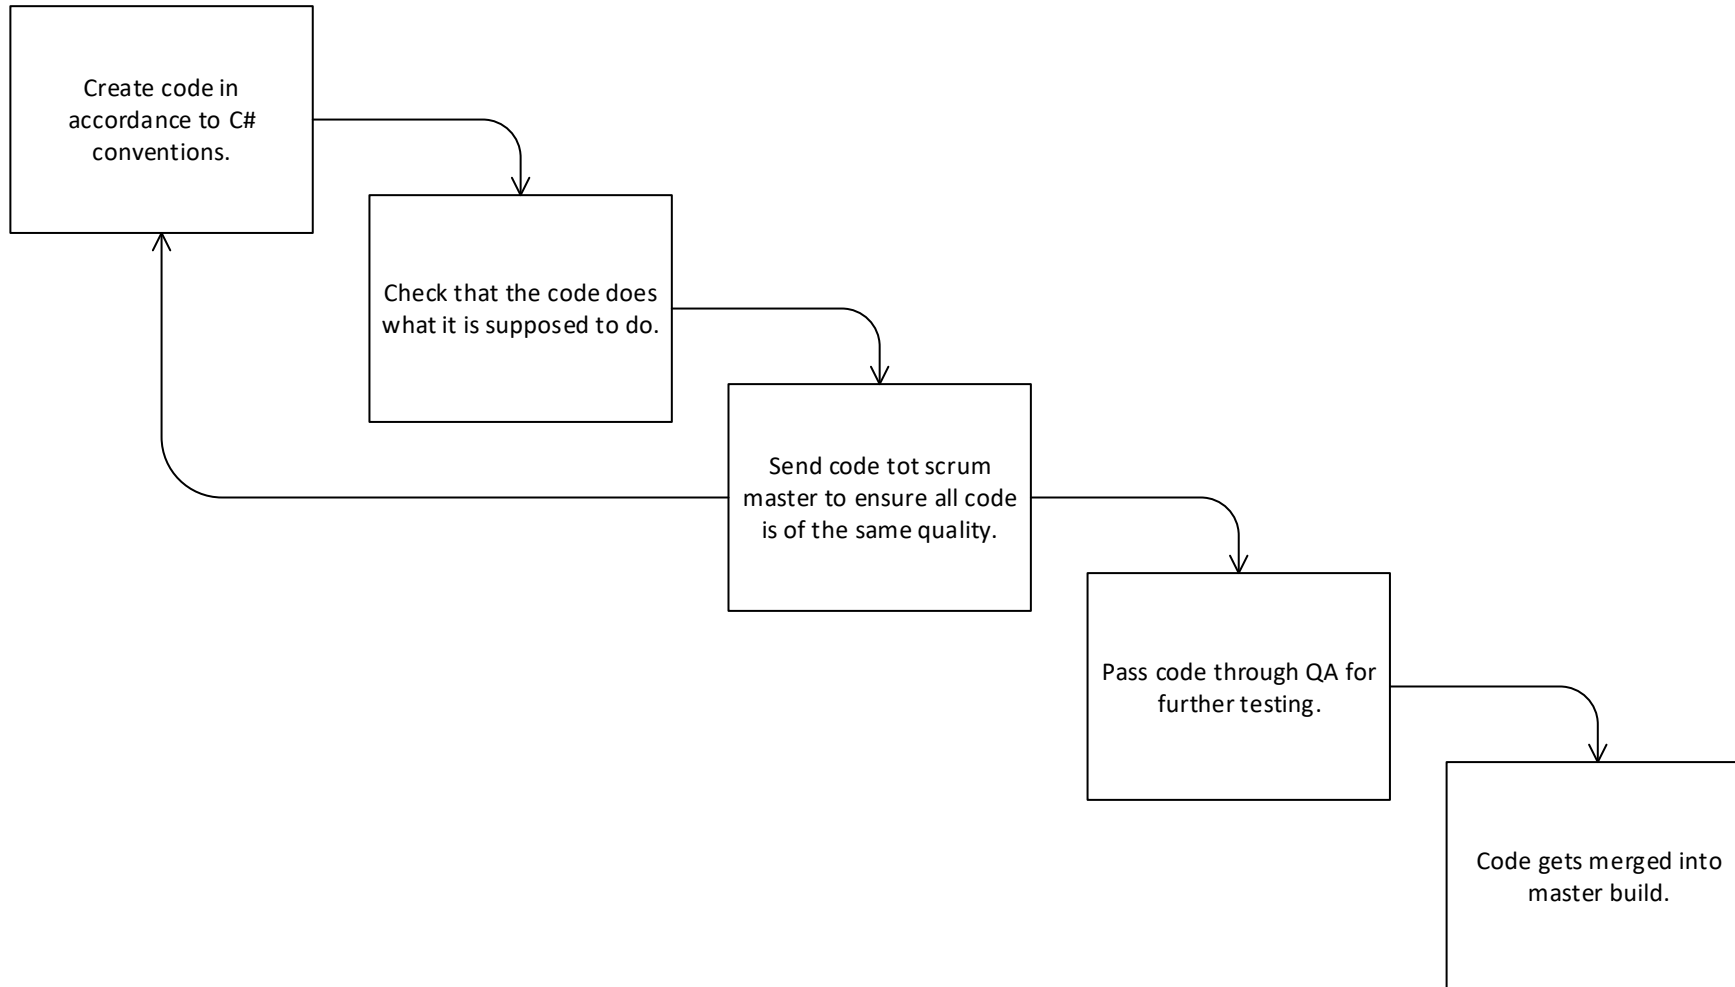 Create code in
accordance to C#
conventions.
Check that the code does
what it is supposed to do.
Send code tot scrum
master to ensure all code
is of the same quality.
Pass code through QA for
further testing.
Code gets merged into
master build.